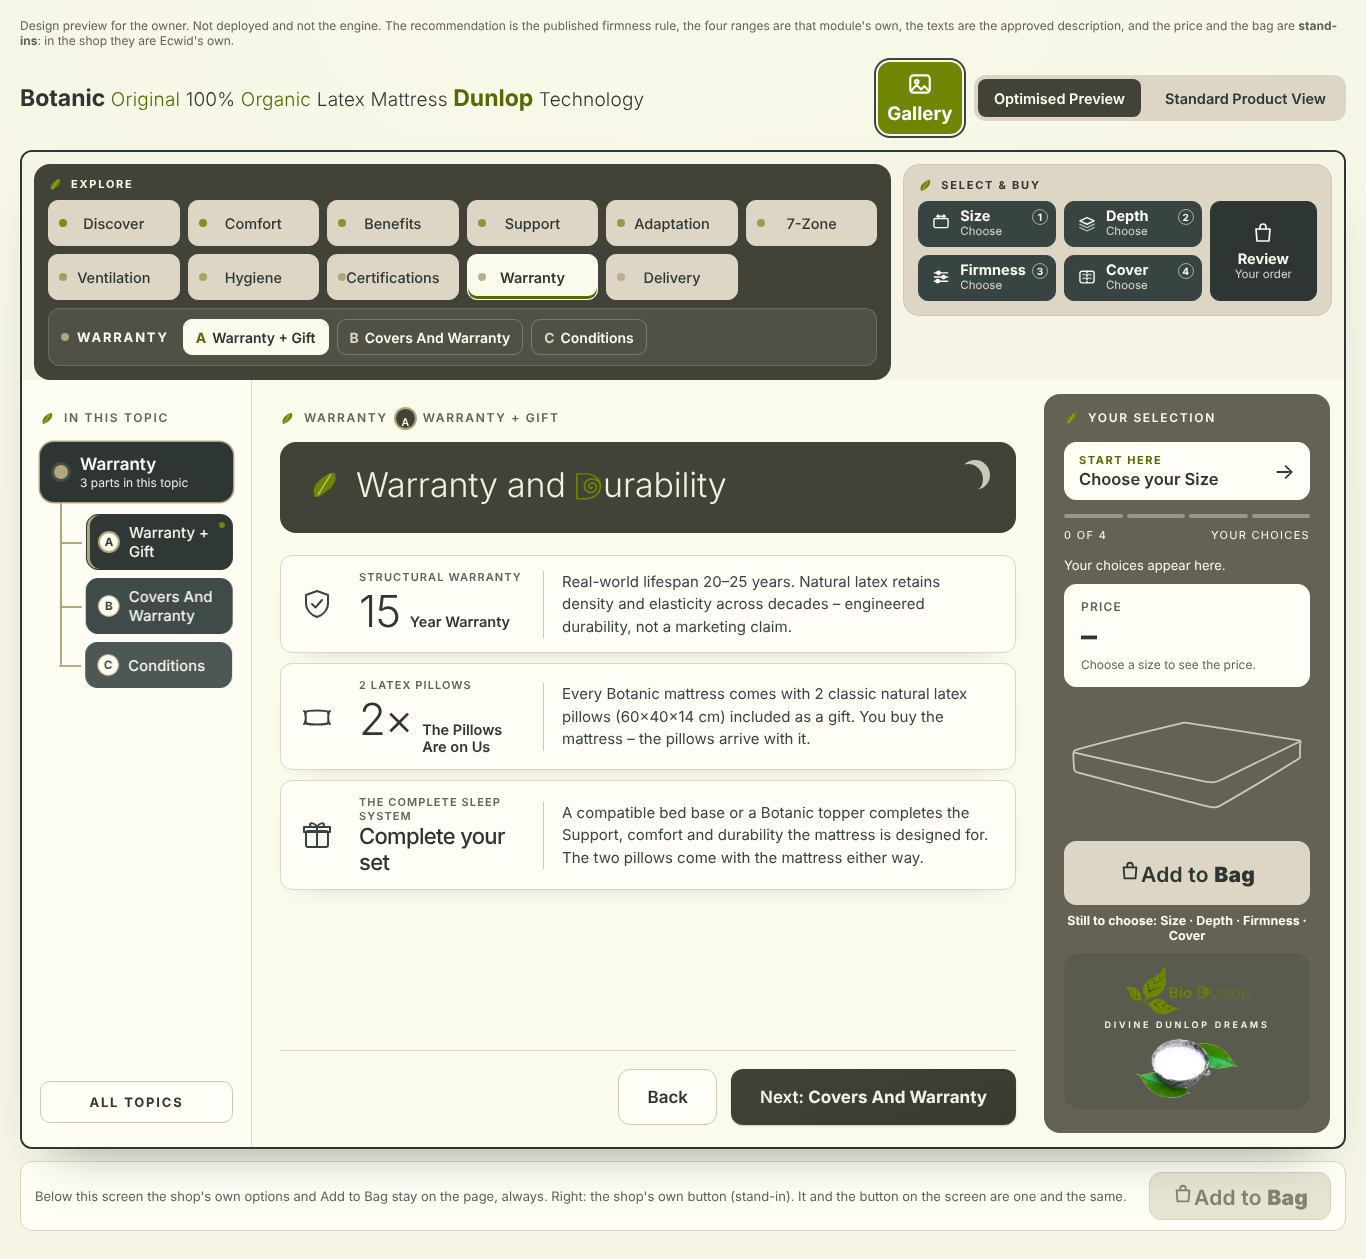 Design preview for the owner. Not deployed and not the engine. The recommendation is the published firmness rule, the four ranges are that module's own, the texts are the approved description, and the price and the bag are stand-
ins: in the shop they are Ecwid's own.
Botanic Original 100% Organic Latex Mattress Dunlop Technology
Gallery
Optimised Preview
Standard Product View
EXPLORE
Discover
Comfort
Benefits
Support
Adaptation
7-Zone
Ventilation
Hygiene
Certifications
Warranty
Delivery
WARRANTY
A Warranty + Gift
B Covers And Warranty
C Conditions
SELECT & BUY
Size 1
Choose
Depth 2
Choose
Firmness 3
Choose
Cover 4
Choose
Review
Your order
IN THIS TOPIC
Warranty
3 parts in this topic
A Warranty +
Gift
B Covers And
Warranty
C Conditions
ALL TOPICS
WARRANTY A WARRANTY + GIFT
Warranty and Durability
STRUCTURAL WARRANTY
15 Year Warranty
Real-world lifespan 20–25 years. Natural latex retains
density and elasticity across decades – engineered
durability, not a marketing claim.
2 LATEX PILLOWS
2× The Pillows
Are on Us
Every Botanic mattress comes with 2 classic natural latex
pillows (60×40×14 cm) included as a gift. You buy the
mattress – the pillows arrive with it.
THE COMPLETE SLEEP
SYSTEM
Complete your
set
A compatible bed base or a Botanic topper completes the
Support, comfort and durability the mattress is designed for.
The two pillows come with the mattress either way.
Back
Next: Covers And Warranty
YOUR SELECTION
START HERE
Choose your Size
0 OF 4
YOUR CHOICES
Your choices appear here.
PRICE
–
Choose a size to see the price.
Add to Bag
Still to choose: Size · Depth · Firmness ·
Cover
Bio Dunlop
DIVINE DUNLOP DREAMS
Below this screen the shop's own options and Add to Bag stay on the page, always. Right: the shop's own button (stand-in). It and the button on the screen are one and the same.
Add to Bag